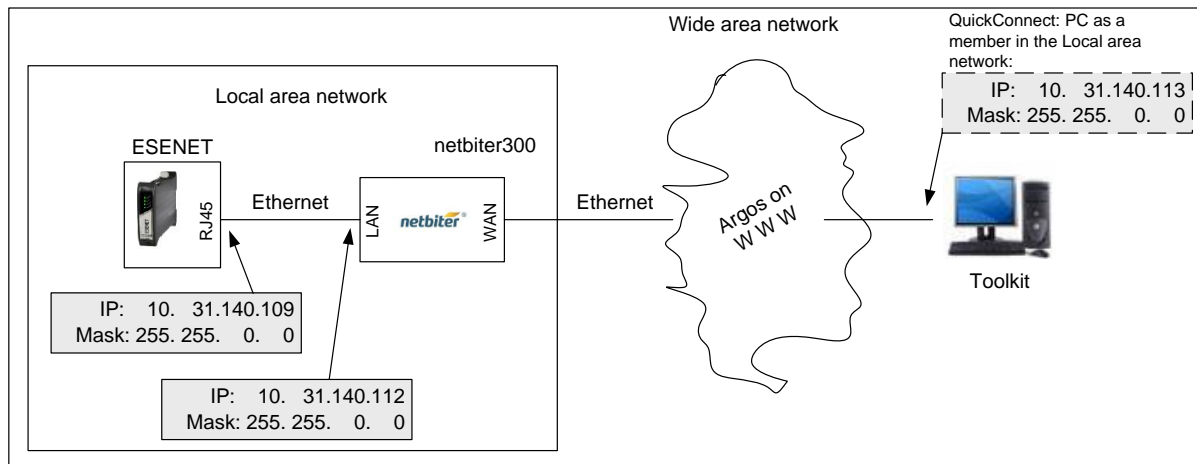 Wide area network
QuickConnect: PC as a
member in the Local area
network:
IP: 10. 31.140.113
Mask: 255. 255. 0. 0
Local area network
ESENET
netbiter300
RJ45
Ethernet
LAN
netbiter
WAN
Ethernet
Argos on
W W W
Toolkit
IP: 10. 31.140.109
Mask: 255. 255. 0. 0
IP: 10. 31.140.112
Mask: 255. 255. 0. 0